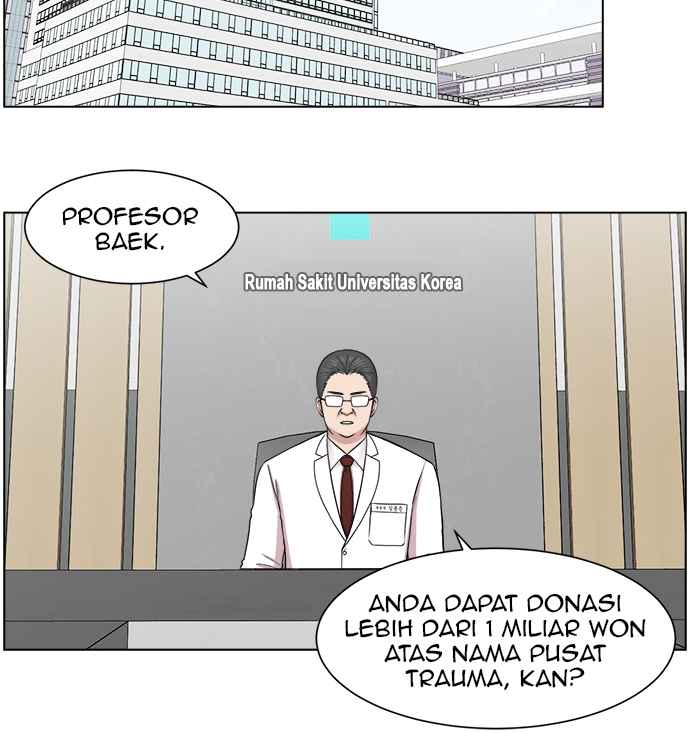 PROFESOR
BAEK.
Rumah Sakit Universitas Korea
ANDA DAPAT DONASI
LEBIH DARI 1 MILIAR WON
ATAS NAMA PUSAT
TRAUMA, KAN?